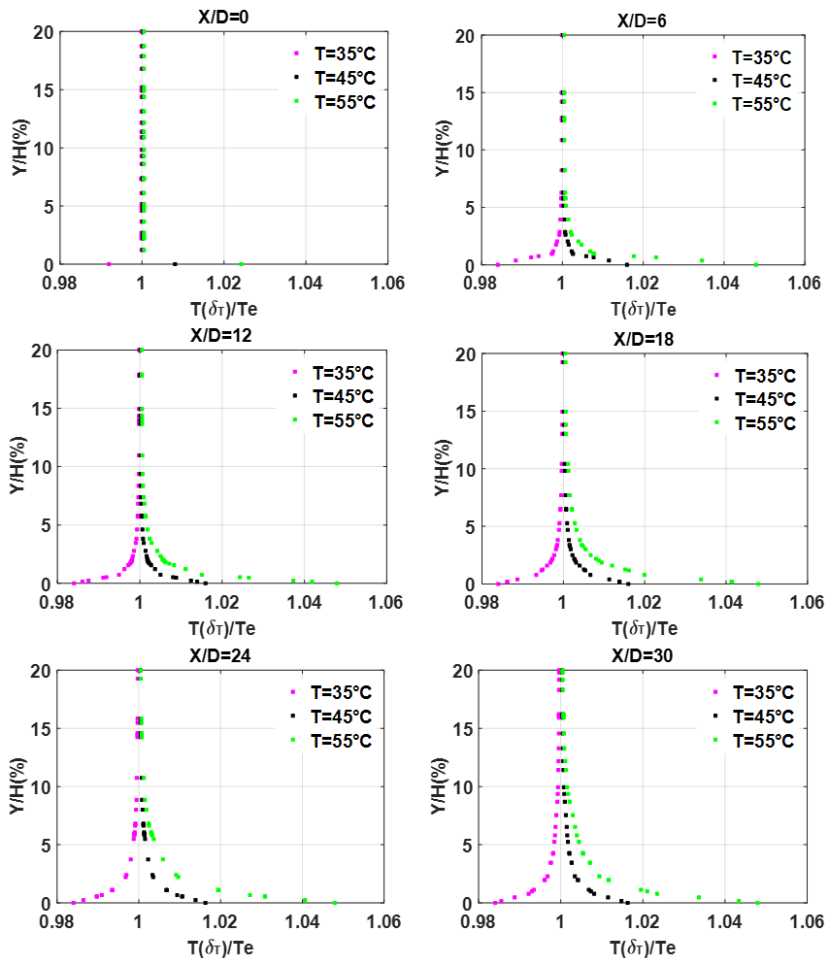 X/D=0
20
15
10
5
0
Y/H(%)
T=35°C
T=45°C
T=55°C
0.98
1
1.02
1.04
1.06
T(δT)/Te
X/D=6
20
15
10
5
0
Y/H(%)
T=35°C
T=45°C
T=55°C
0.98
1
1.02
1.04
1.06
T(δT)/Te
X/D=12
20
15
10
5
0
Y/H(%)
T=35°C
T=45°C
T=55°C
0.98
1
1.02
1.04
1.06
T(δT)/Te
X/D=18
20
15
10
5
0
Y/H(%)
T=35°C
T=45°C
T=55°C
0.98
1
1.02
1.04
1.06
T(δT)/Te
X/D=24
20
15
10
5
0
Y/H(%)
T=35°C
T=45°C
T=55°C
0.98
1
1.02
1.04
1.06
T(δT)/Te
X/D=30
20
15
10
5
0
Y/H(%)
T=35°C
T=45°C
T=55°C
0.98
1
1.02
1.04
1.06
T(δT)/Te